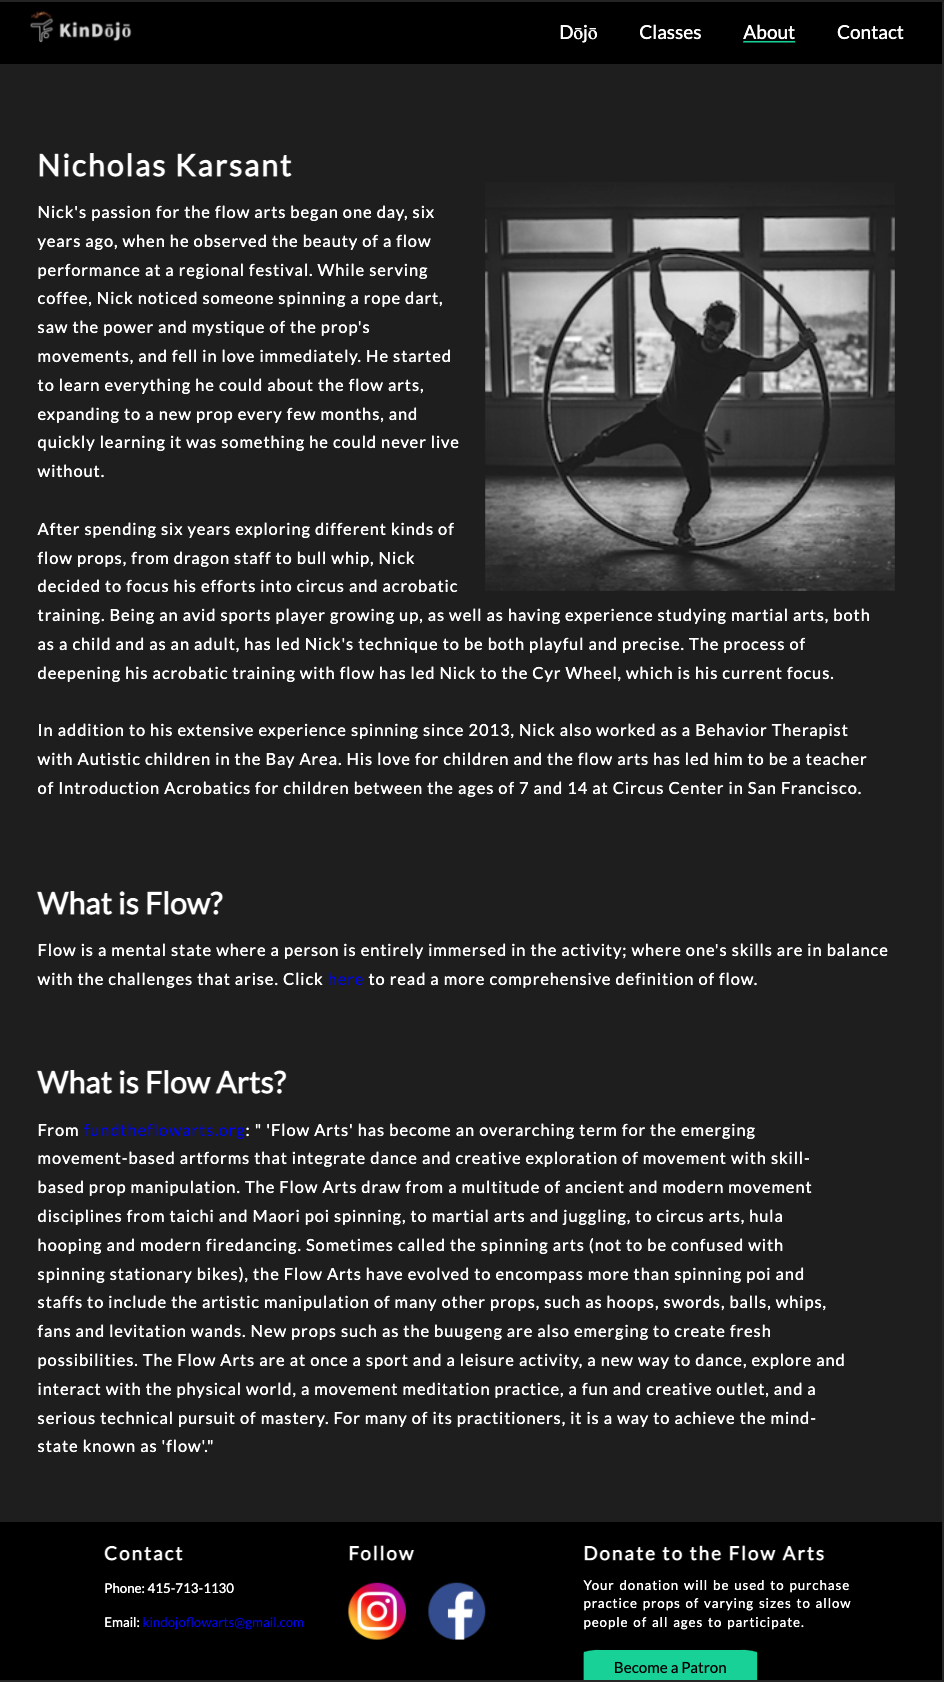 KinDōjō
Dōjō Classes About Contact
Nicholas Karsant
Nick's passion for the flow arts began one day, six
years ago, when he observed the beauty of a flow
performance at a regional festival. While serving
coffee, Nick noticed someone spinning a rope dart,
saw the power and mystique of the prop's
movements, and fell in love immediately. He started
to learn everything he could about the flow arts,
expanding to a new prop every few months, and
quickly learning it was something he could never live
without.
After spending six years exploring different kinds of
flow props, from dragon staff to bull whip, Nick
decided to focus his efforts into circus and acrobatic
training. Being an avid sports player growing up, as well as having experience studying martial arts, both
as a child and as an adult, has led Nick's technique to be both playful and precise. The process of
deepening his acrobatic training with flow has led Nick to the Cyr Wheel, which is his current focus.
In addition to his extensive experience spinning since 2013, Nick also worked as a Behavior Therapist
with Autistic children in the Bay Area. His love for children and the flow arts has led him to be a teacher
of Introduction Acrobatics for children between the ages of 7 and 14 at Circus Center in San Francisco.
What is Flow?
Flow is a mental state where a person is entirely immersed in the activity; where one's skills are in balance
with the challenges that arise. Click here to read a more comprehensive definition of flow.
What is Flow Arts?
From fundtheflowarts.org: " 'Flow Arts' has become an overarching term for the emerging
movement-based artforms that integrate dance and creative exploration of movement with skill-
based prop manipulation. The Flow Arts draw from a multitude of ancient and modern movement
disciplines from taichi and Maori poi spinning, to martial arts and juggling, to circus arts, hula
hooping and modern firedancing. Sometimes called the spinning arts (not to be confused with
spinning stationary bikes), the Flow Arts have evolved to encompass more than spinning poi and
staffs to include the artistic manipulation of many other props, such as hoops, swords, balls, whips,
fans and levitation wands. New props such as the buugeng are also emerging to create fresh
possibilities. The Flow Arts are at once a sport and a leisure activity, a new way to dance, explore and
interact with the physical world, a movement meditation practice, a fun and creative outlet, and a
serious technical pursuit of mastery. For many of its practitioners, it is a way to achieve the mind-
state known as 'flow'."
Contact
Phone: 415-713-1130
Email: kindojoflowarts@gmail.com
Follow
Donate to the Flow Arts
Your donation will be used to purchase
practice props of varying sizes to allow
people of all ages to participate.
Become a Patron